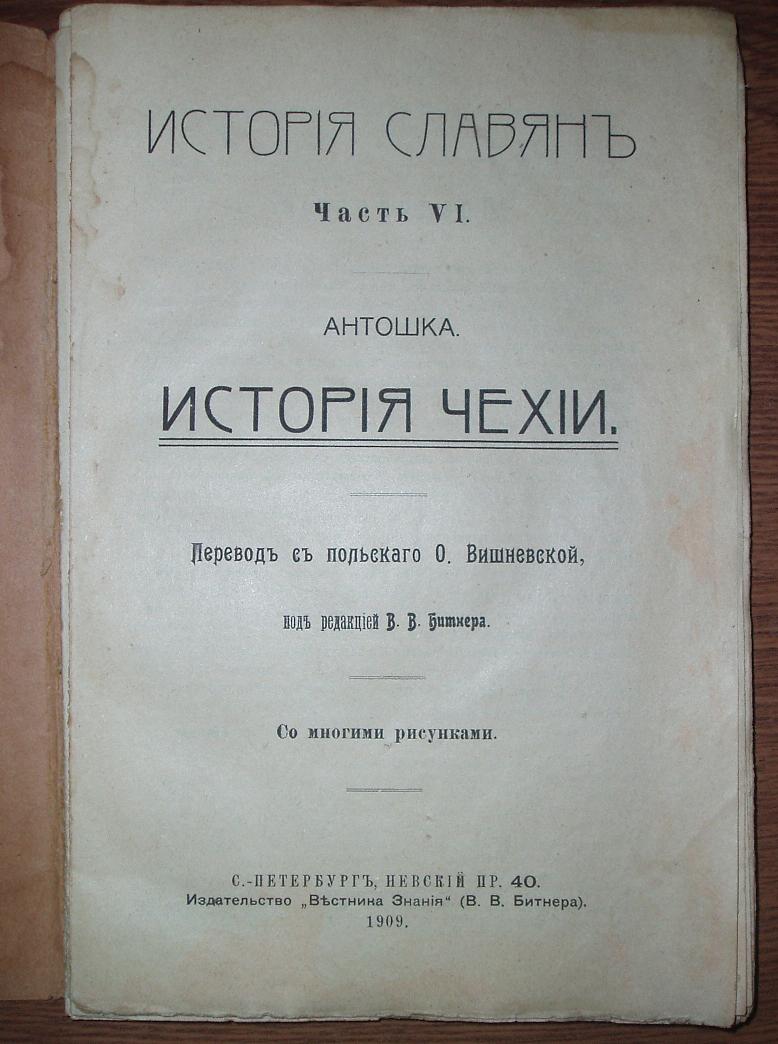 ИСТОРІЯ СЛАВЯНЪ
Часть VI.
АНТОШКА.
ИСТОРІЯ ЧЕХІИ.
Переводъ съ польскаго О. Вишневской,
подъ редакціей В. В. Битнера.
Со многими рисунками.
С.-ПЕТЕРБУРГЪ, НЕВСКІЙ ПР. 40.
Издательство „Вѣстника Знанія“ (В. В. Битнера).
1909.